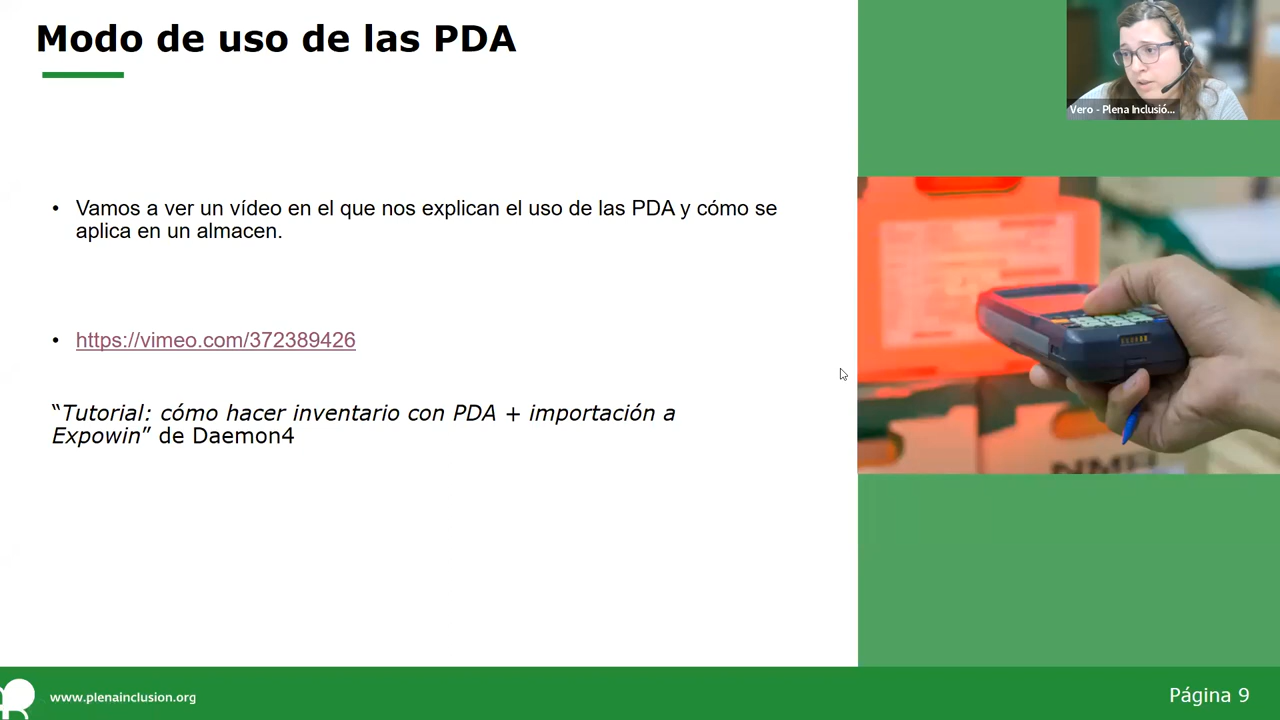 Modo de uso de las PDA
Vero - Plena Inclusió...
• Vamos a ver un vídeo en el que nos explican el uso de las PDA y cómo se
aplica en un almacen.
• https://vimeo.com/372389426
“Tutorial: cómo hacer inventario con PDA + importación a
Expowin” de Daemon4
www.plenainclusion.org
Página 9